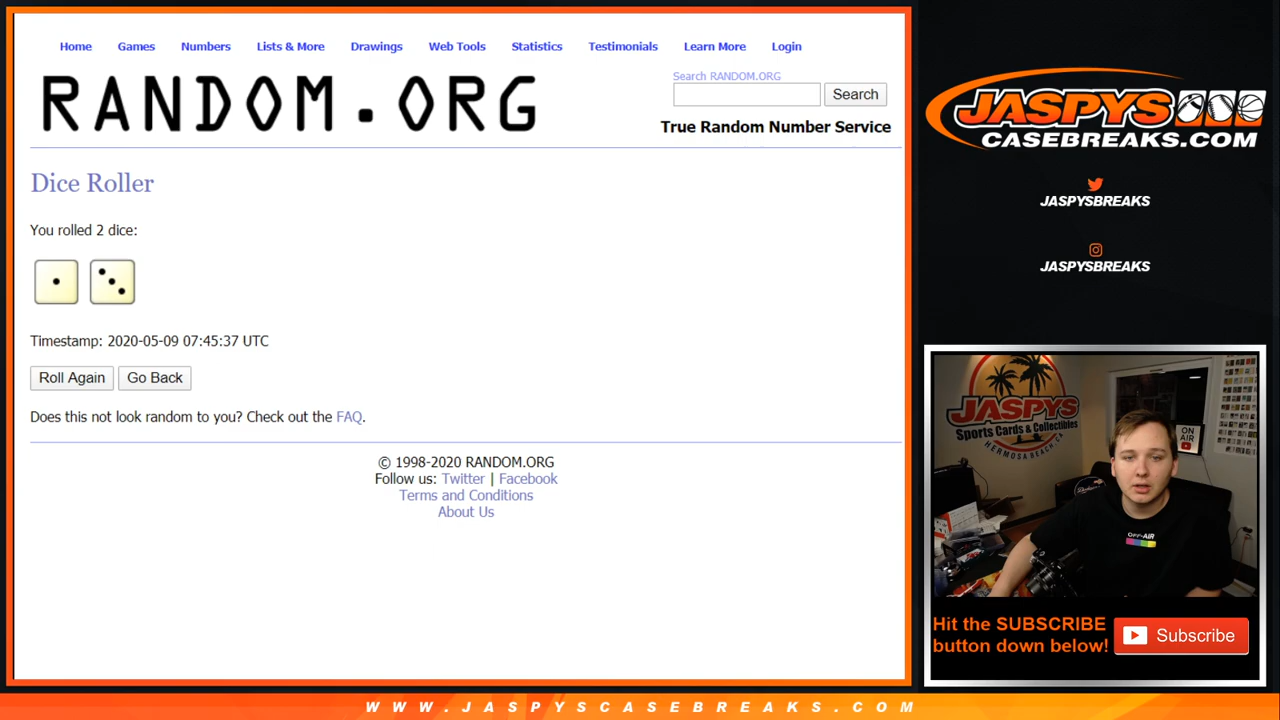 Home Games Numbers Lists & More Drawings Web Tools Statistics Testimonials Learn More Login
RANDOM.ORG
Search RANDOM.ORG
Search
True Random Number Service
Dice Roller
You rolled 2 dice:
Timestamp: 2020-05-09 07:45:37 UTC
Roll Again Go Back
Does this not look random to you? Check out the FAQ.
© 1998-2020 RANDOM.ORG
Follow us: Twitter | Facebook
Terms and Conditions
About Us
JASPYS
CASEBREAKS.COM
JASPYSBREAKS
JASPYSBREAKS
JASPYS
Sports Cards & Collectibles
HERMOSA BEACH, CA
ON
AIR
OFF-AIR
Hit the SUBSCRIBE
button down below!
Subscribe
WWW.JASPYSCASEBREAKS.COM